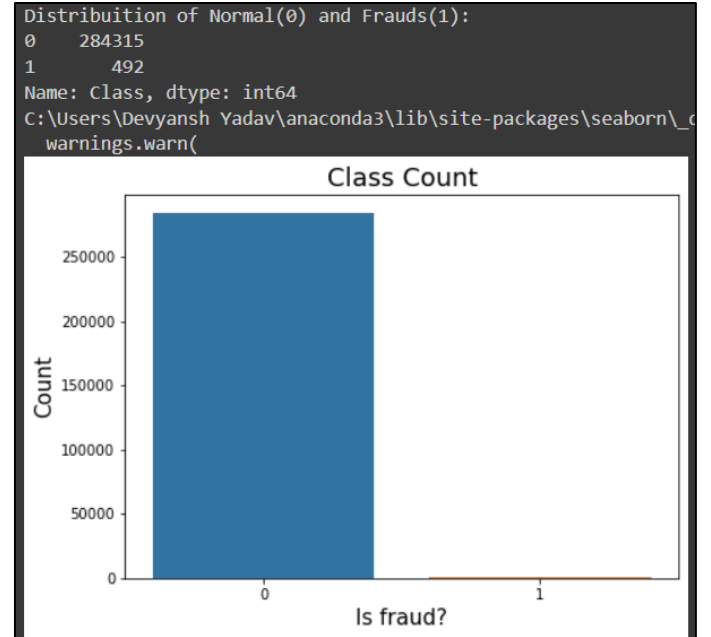 Distribuition of Normal(0) and Frauds(1):
0    284315
1       492
Name: Class, dtype: int64
C:\Users\Devyansh Yadav\anaconda3\lib\site-packages\seaborn\_
  warnings.warn(
Class Count
250000
200000
150000
100000
50000
0
Count
0 1
Is fraud?